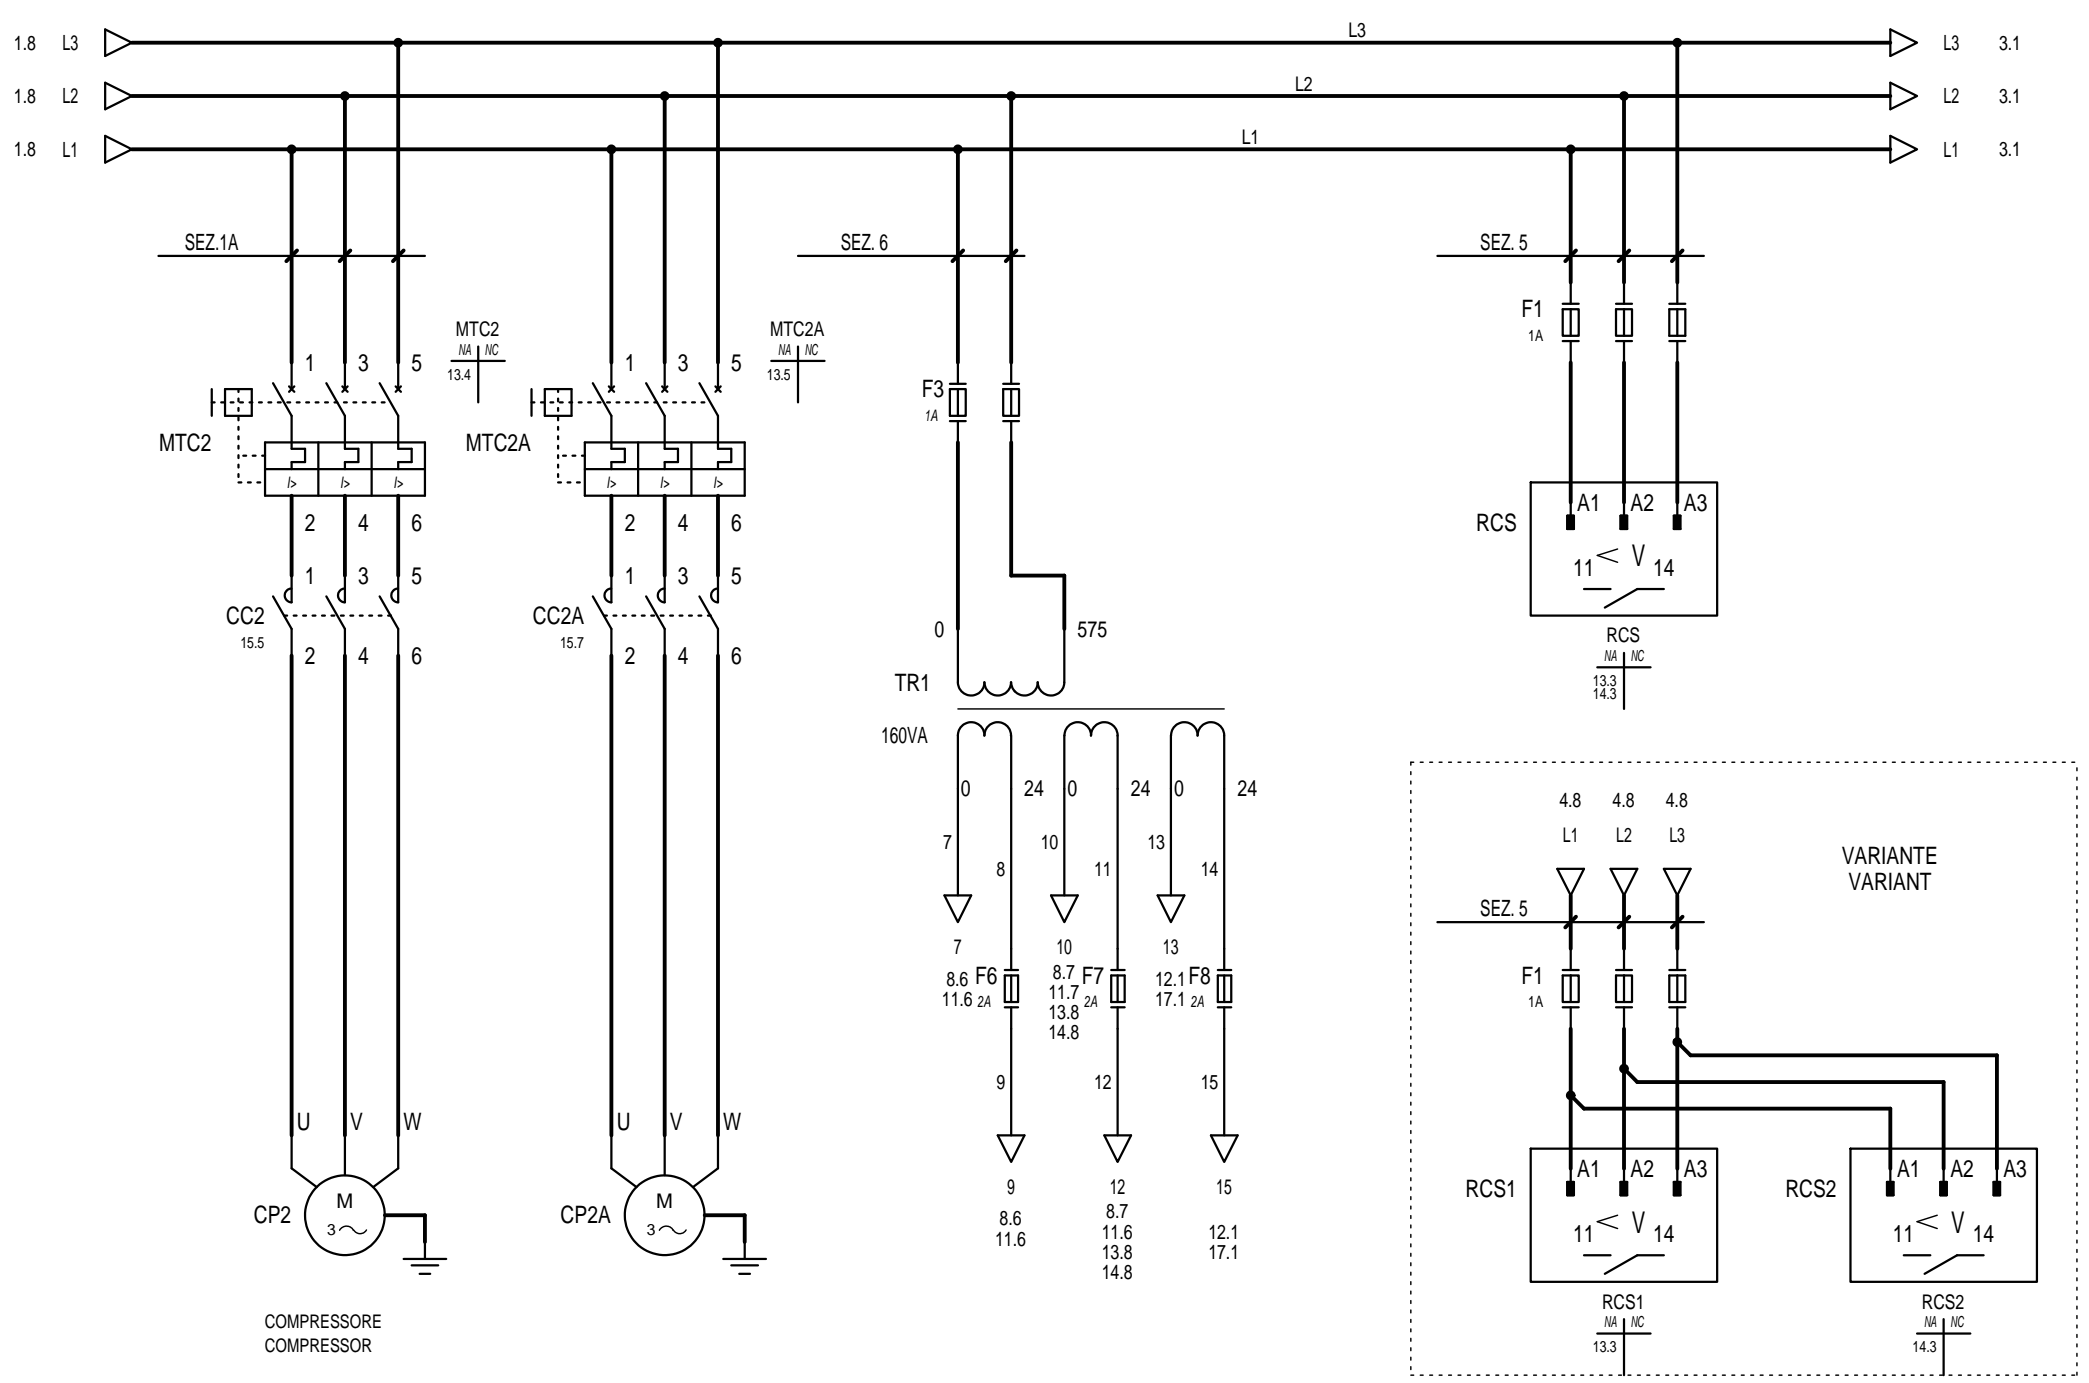 1.8 L3 L3 L3 3.1
1.8 L2 L2 L2 3.1
1.8 L1 L1 L1 3.1
SEZ.1A SEZ. 6 SEZ. 5
MTC2 MTC2A F1
NA NC NA NC 1A
13.4 13.5
1 3 5 1 3 5
F3
1A
MTC2 MTC2A
I> I> I> I> I> I>
2 4 6 2 4 6
A1 A2 A3
RCS
< V
11 14
1 3 5 1 3 5
CC2 CC2A
15.5 15.7
2 4 6 2 4 6
0 575
RCS
NA NC
13.3
14.3
TR1
160VA
0 24 0 24 0 24
7 10 13
8 11 14
7 10 13
8.6 8.7 12.1
11.6 11.7 17.1
13.8
14.8
F6 F7 F8
2A 2A 2A
9 12 15
9 12 15
8.6 8.7 12.1
11.6 11.6 17.1
13.8
14.8
4.8 4.8 4.8
L1 L2 L3
VARIANTE
VARIANT
SEZ. 5
F1
1A
U V W U V W
CP2 M 3 CP2A M 3
A1 A2 A3 A1 A2 A3
RCS1 RCS2
< V < V
11 14 11 14
RCS1 RCS2
NA NC NA NC
13.3 14.3
COMPRESSORE
COMPRESSOR